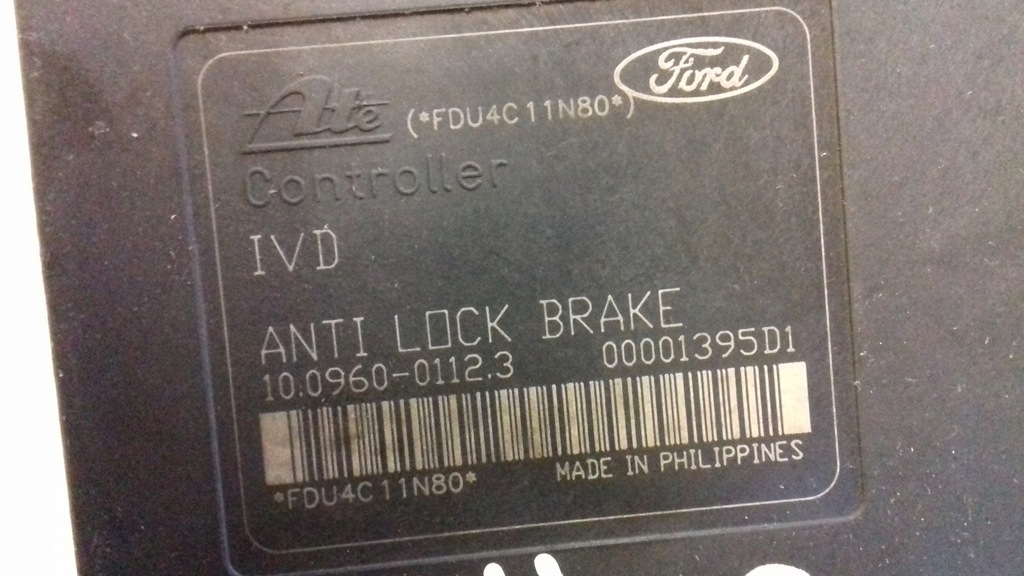 Ford
Ate (*FDU4C11N80*)
Controller
IVD
ANTI LOCK BRAKE
10.0960-0112.3 00001395D1
*FDU4C11N80*
MADE IN PHILIPPINES